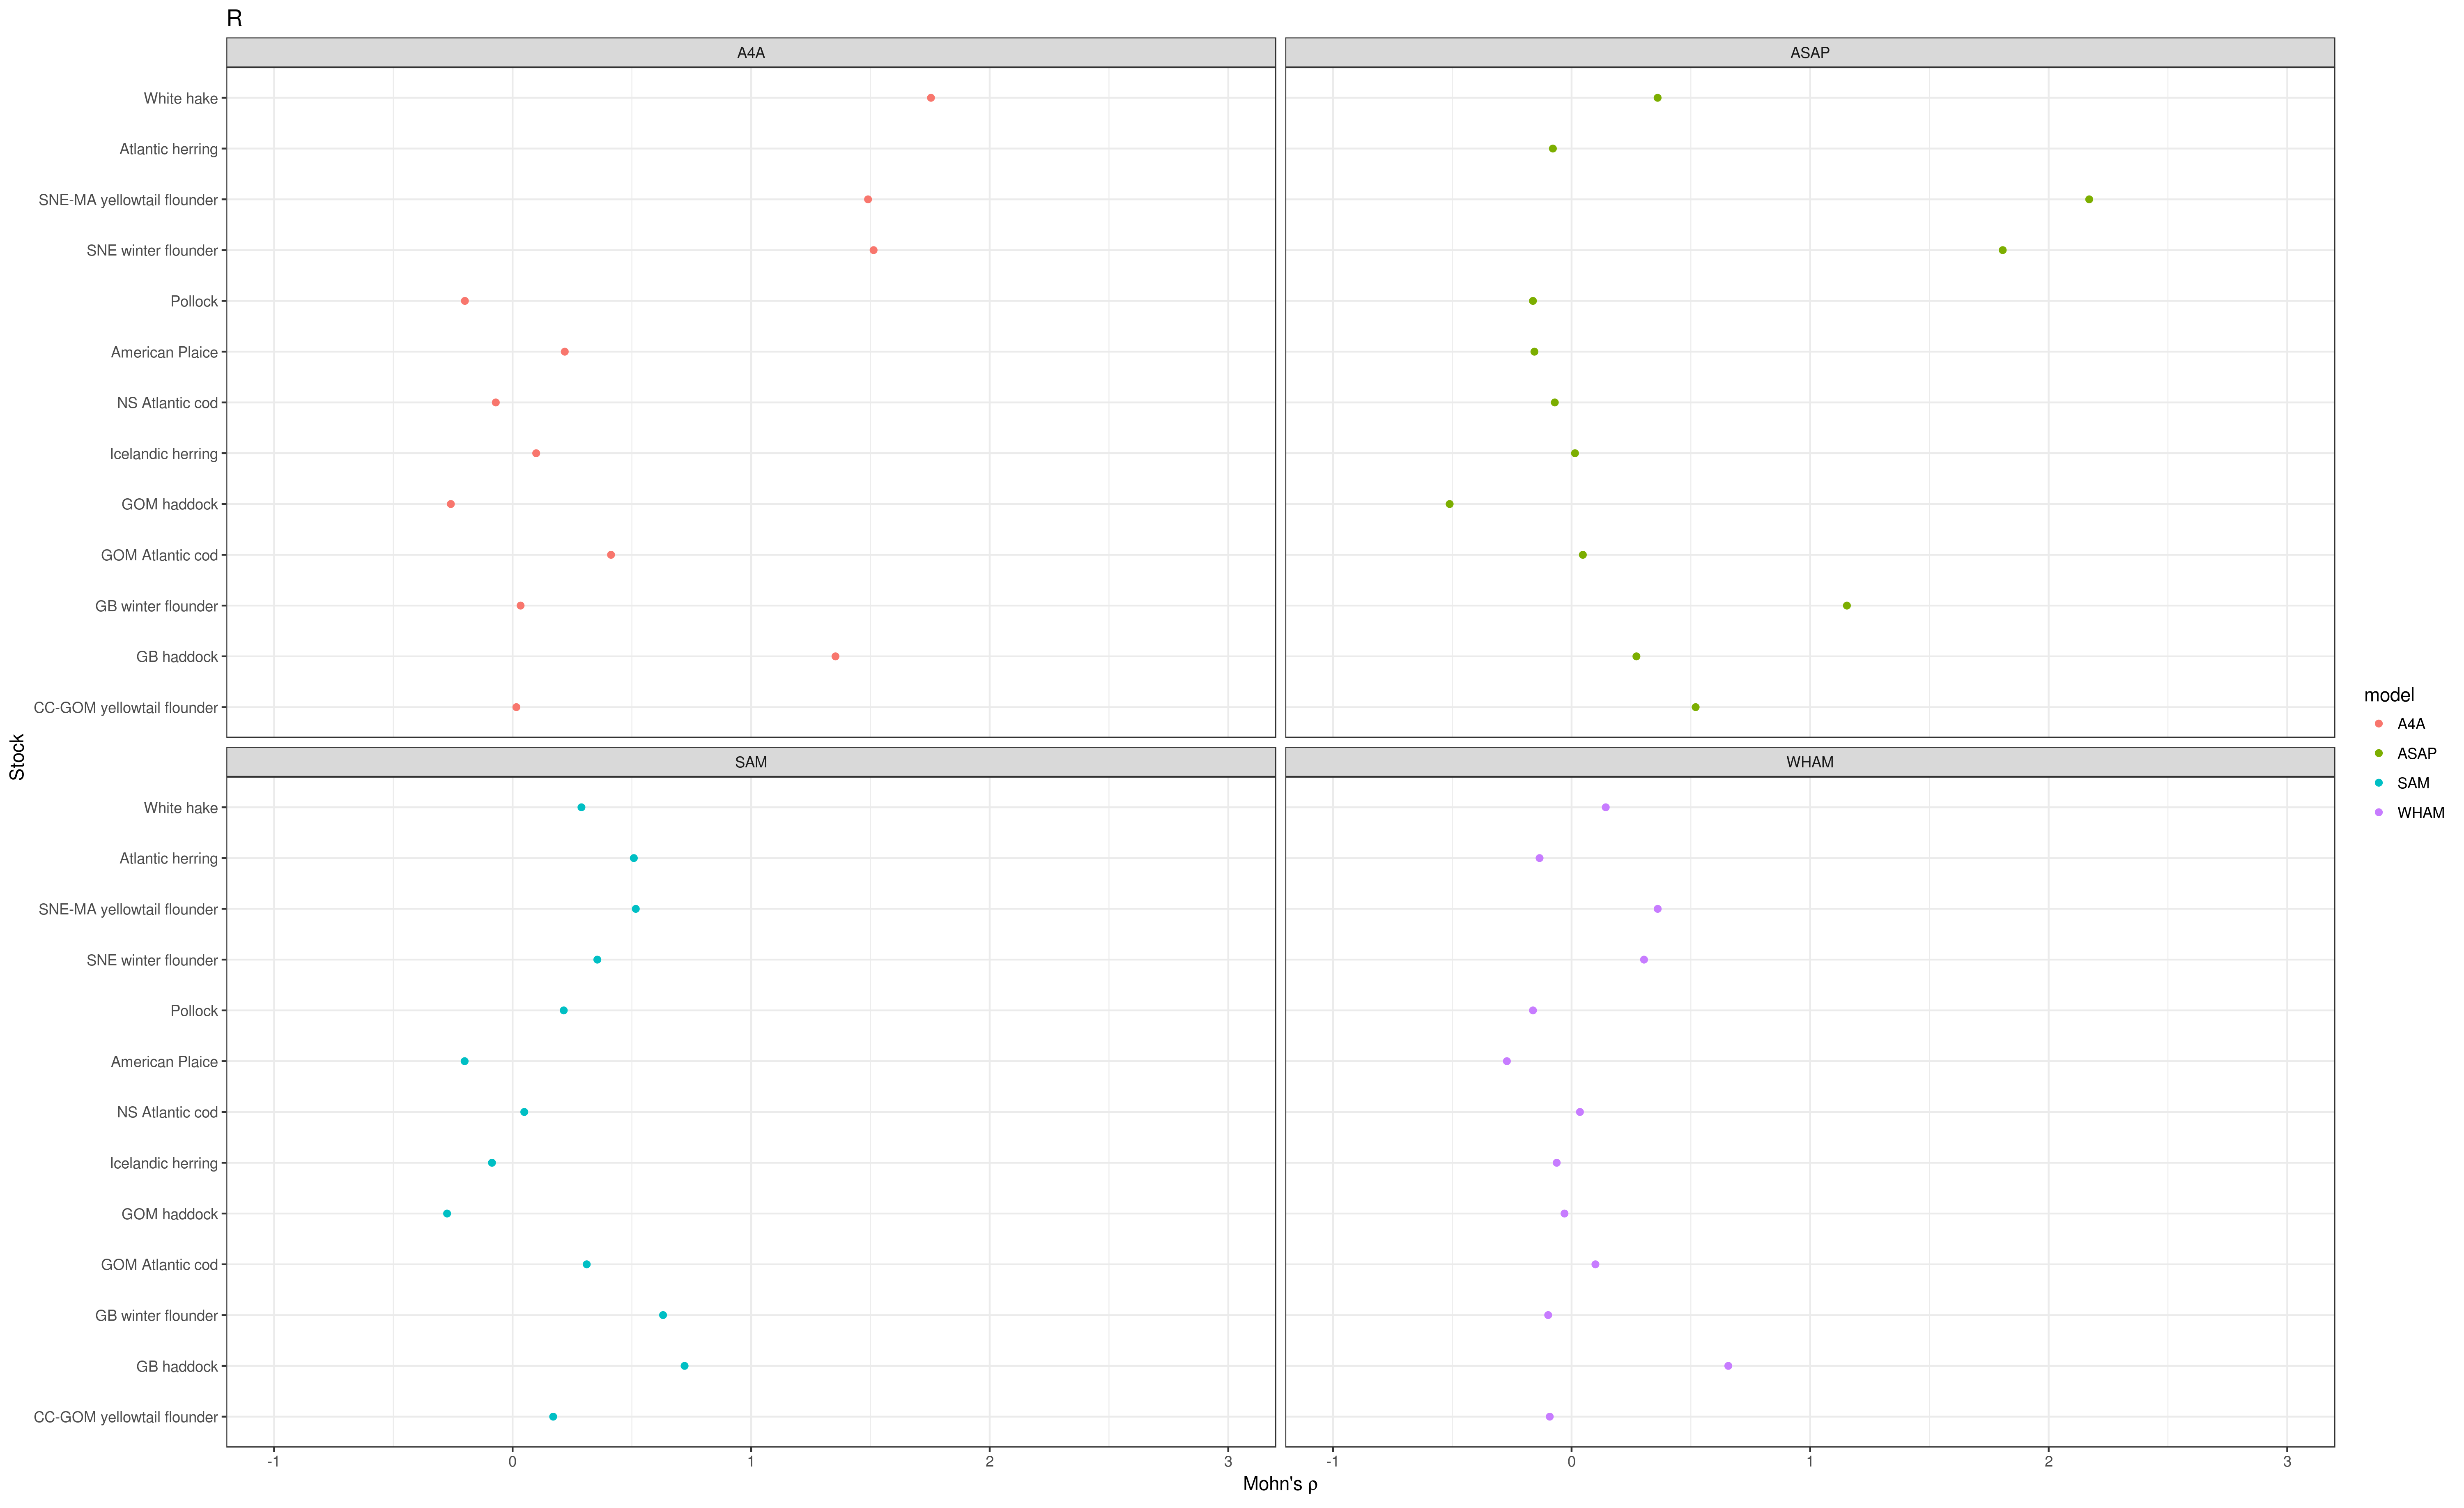 R
A4A
ASAP
White hake
Atlantic herring
SNE-MA yellowtail flounder
SNE winter flounder
Pollock
American Plaice
NS Atlantic cod
Icelandic herring
GOM haddock
GOM Atlantic cod
GB winter flounder
GB haddock
CC-GOM yellowtail flounder
SAM
WHAM
White hake
Atlantic herring
SNE-MA yellowtail flounder
SNE winter flounder
Pollock
American Plaice
NS Atlantic cod
Icelandic herring
GOM haddock
GOM Atlantic cod
GB winter flounder
GB haddock
CC-GOM yellowtail flounder
-1 0 1 2 3
-1 0 1 2 3
Mohn's ρ
Stock
model
A4A
ASAP
SAM
WHAM